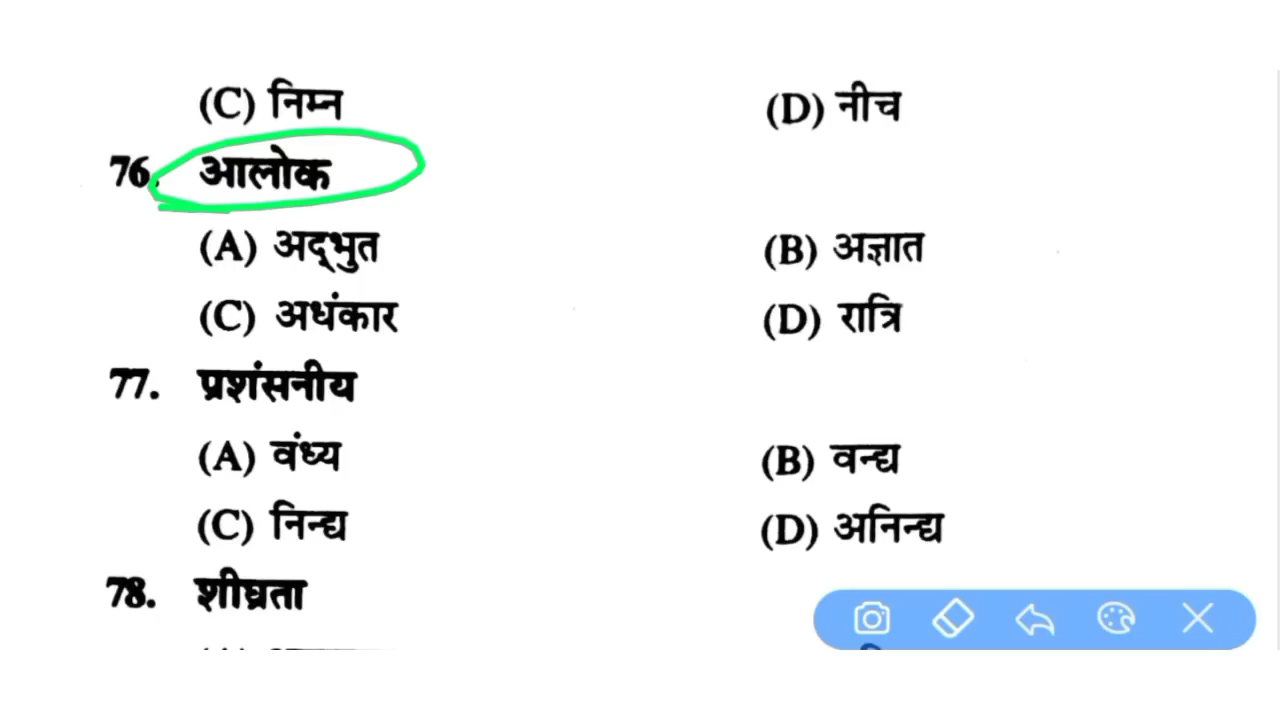 (C) निम्न (D) नीच
76. आलोक
(A) अद्‌भुत (B) अज्ञात
(C) अधंकार (D) रात्रि
77. प्रशंसनीय
(A) वंध्य (B) वन्द्य
(C) निन्द्य (D) अनिन्द्य
78. शीघ्रता